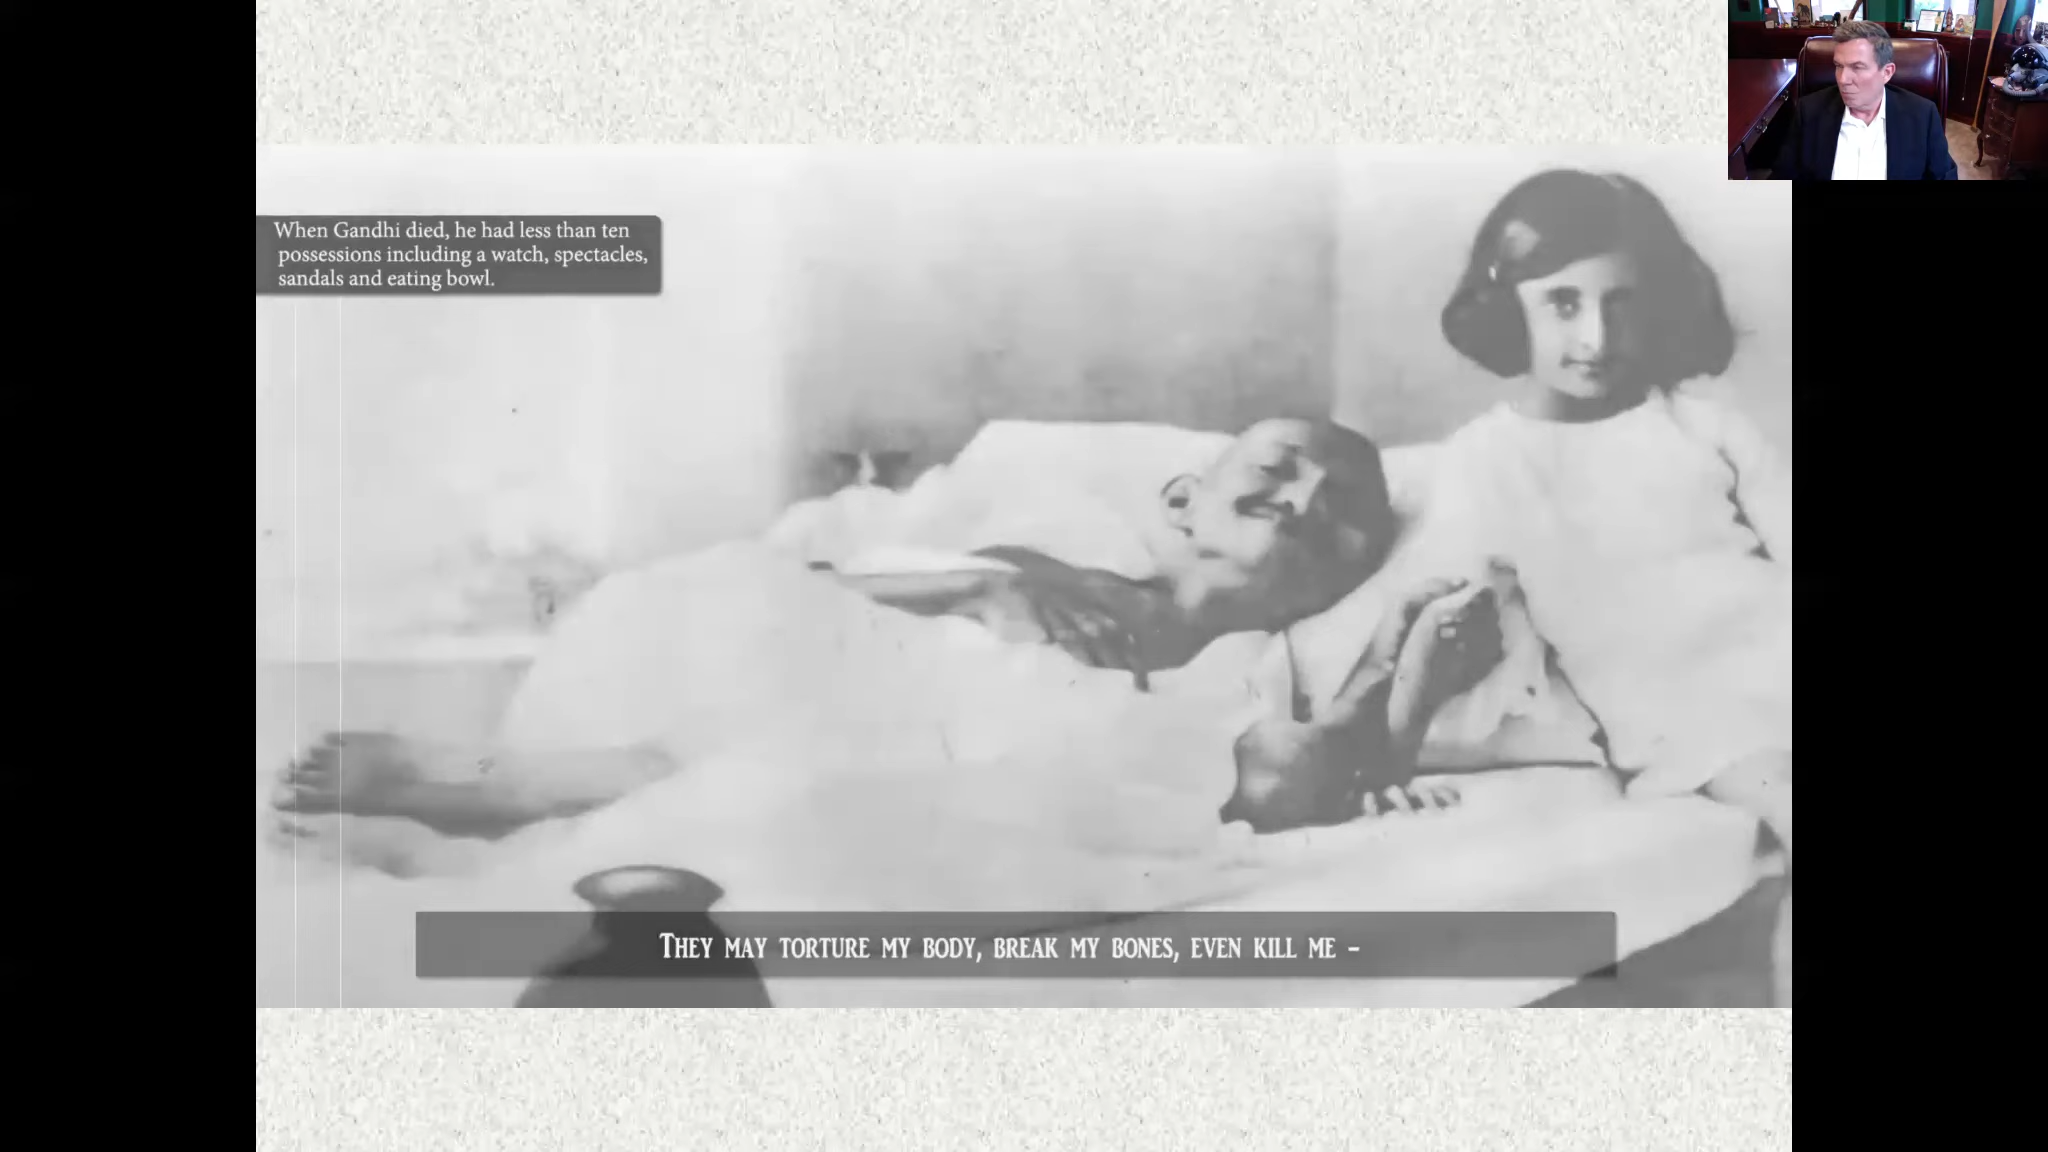 When Gandhi died, he had less than ten
possessions including a watch, spectacles,
sandals and eating bowl.
They may torture my body, break my bones, even kill me –